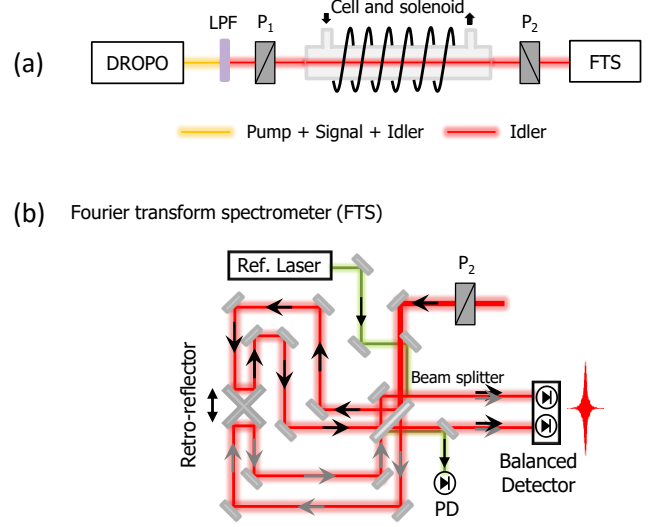 Cell and solenoid
LPF
P1
P2
(a)
DROPO
FTS
Pump + Signal + Idler
Idler
(b)
Fourier transform spectrometer (FTS)
Ref. Laser
P2
Beam splitter
Retro-reflector
Balanced
Detector
PD